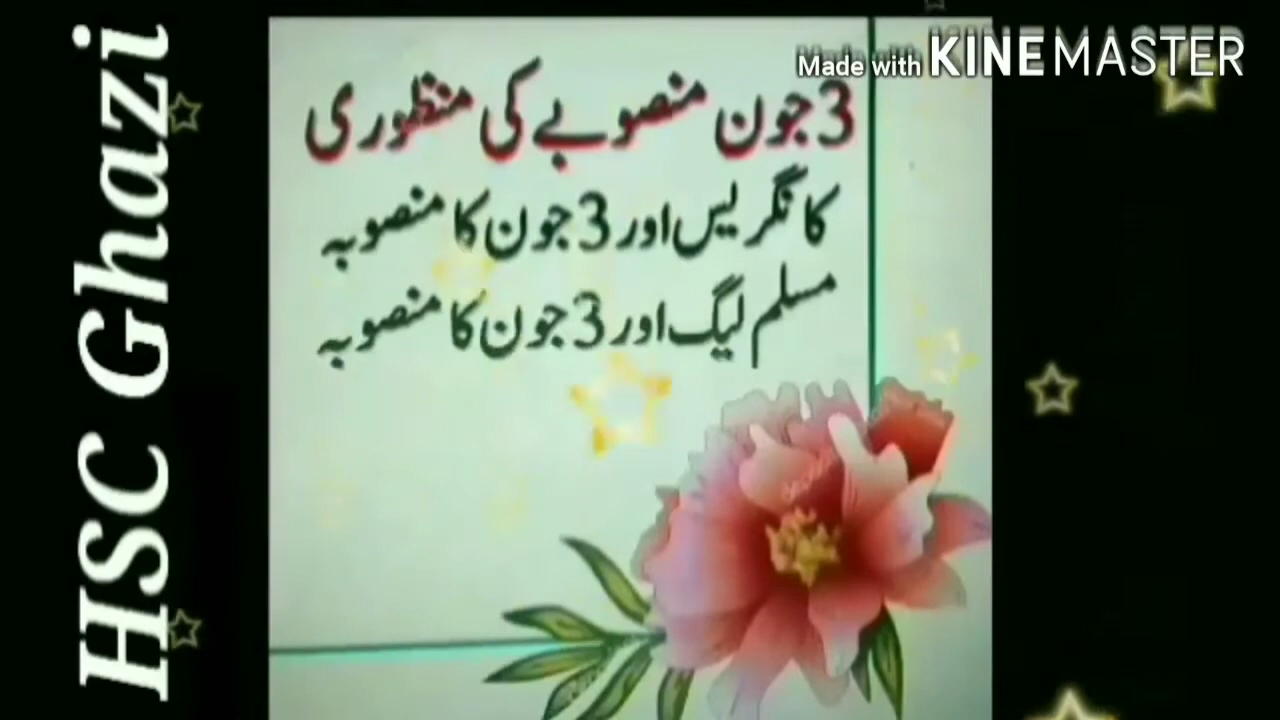 Made with KINEMASTER
3 جون منصوبے کی منظوری
کانگریس اور 3 جون کا منصوبہ
مسلم لیگ اور 3 جون کا منصوبہ
HSC Ghazi